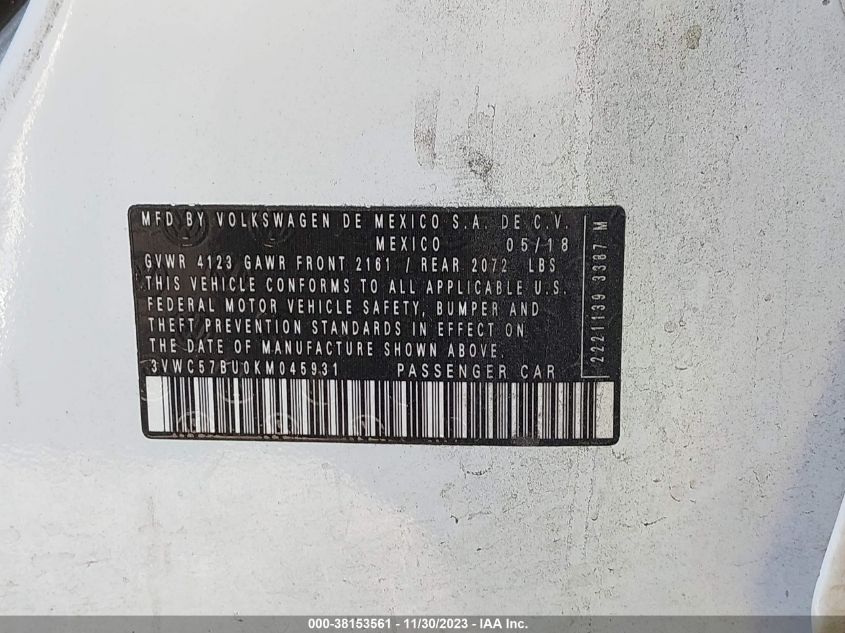 MFD BY VOLKSWAGEN DE MEXICO S.A. DE C.V.
MEXICO 05/18
GVWR 4123 GAWR FRONT 2161 / REAR 2072 LBS
THIS VEHICLE CONFORMS TO ALL APPLICABLE U.S.
FEDERAL MOTOR VEHICLE SAFETY, BUMPER AND
THEFT PREVENTION STANDARDS IN EFFECT ON
THE DATE OF MANUFACTURE SHOWN ABOVE.
3VWC57BU0KM045931 PASSENGER CAR
2221139 3387 M
000-38153561 - 11/30/2023 - IAA Inc.